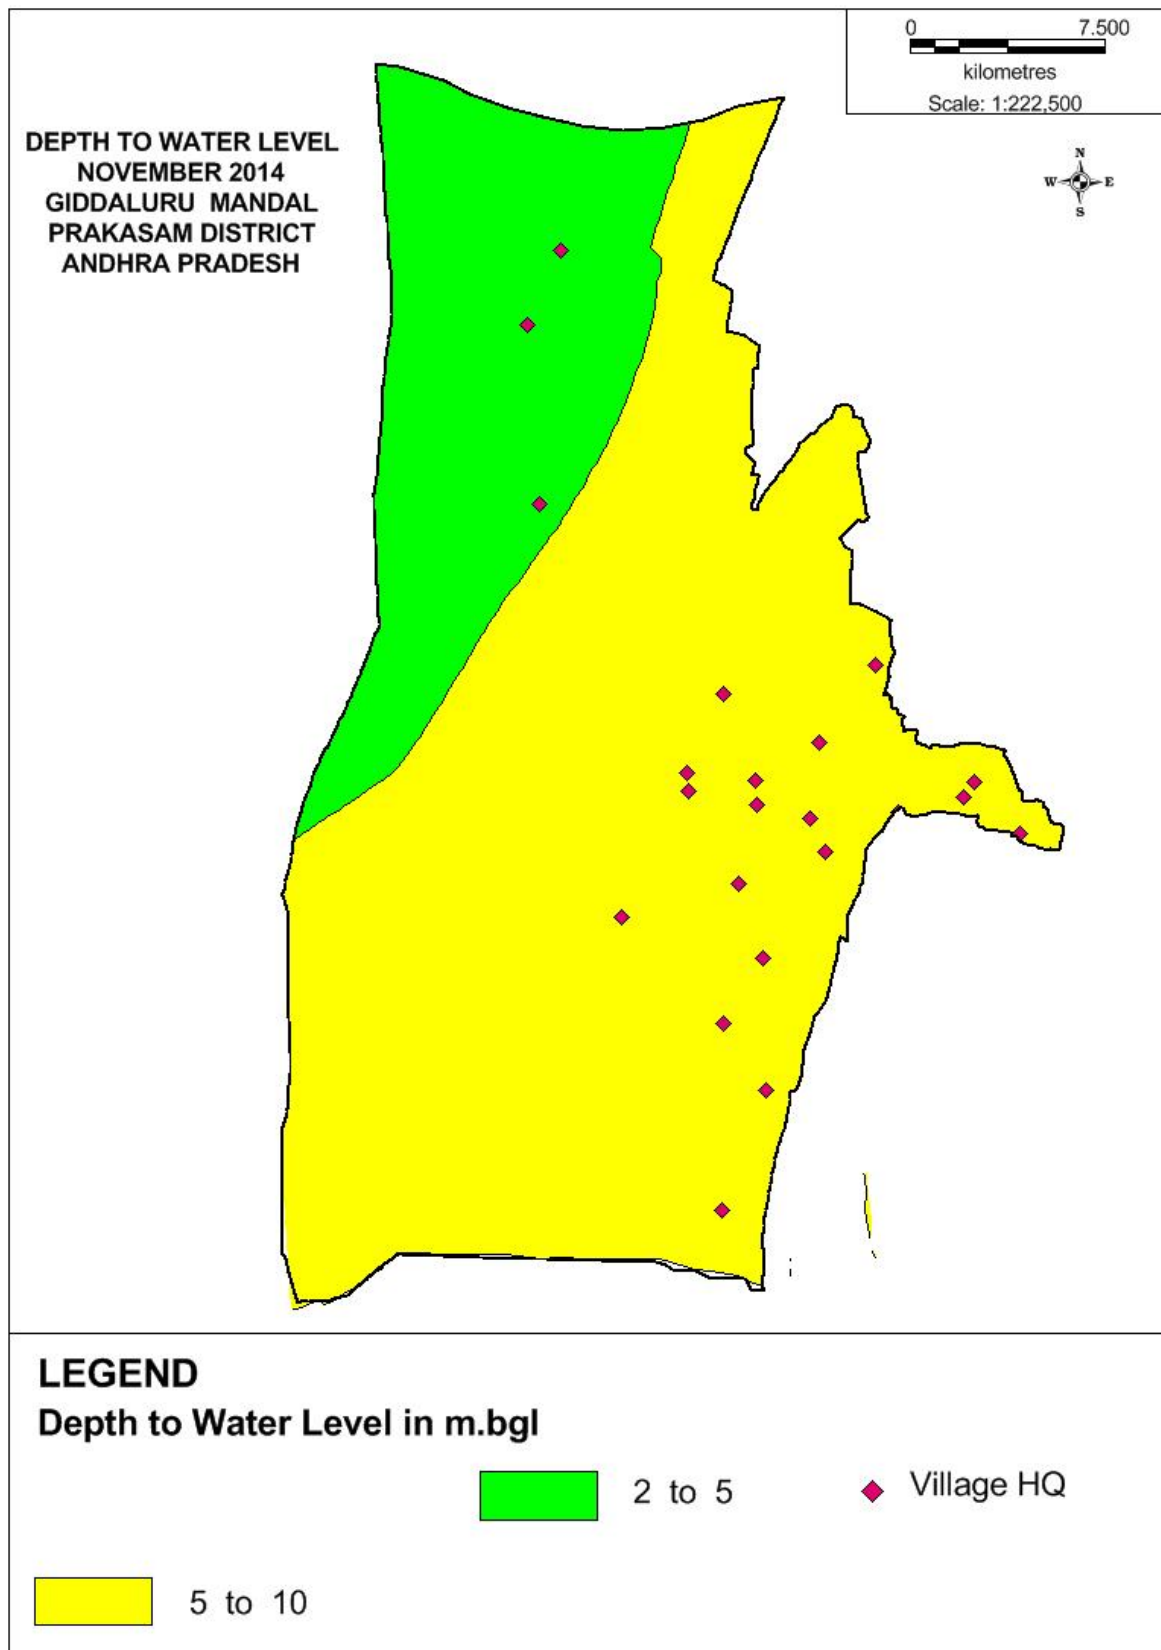 0 7.500
kilometres
Scale: 1:222,500
DEPTH TO WATER LEVEL
NOVEMBER 2014
GIDDALURU MANDAL
PRAKASAM DISTRICT
ANDHRA PRADESH
N
W E
S
LEGEND
Depth to Water Level in m.bgl
2 to 5
Village HQ
5 to 10